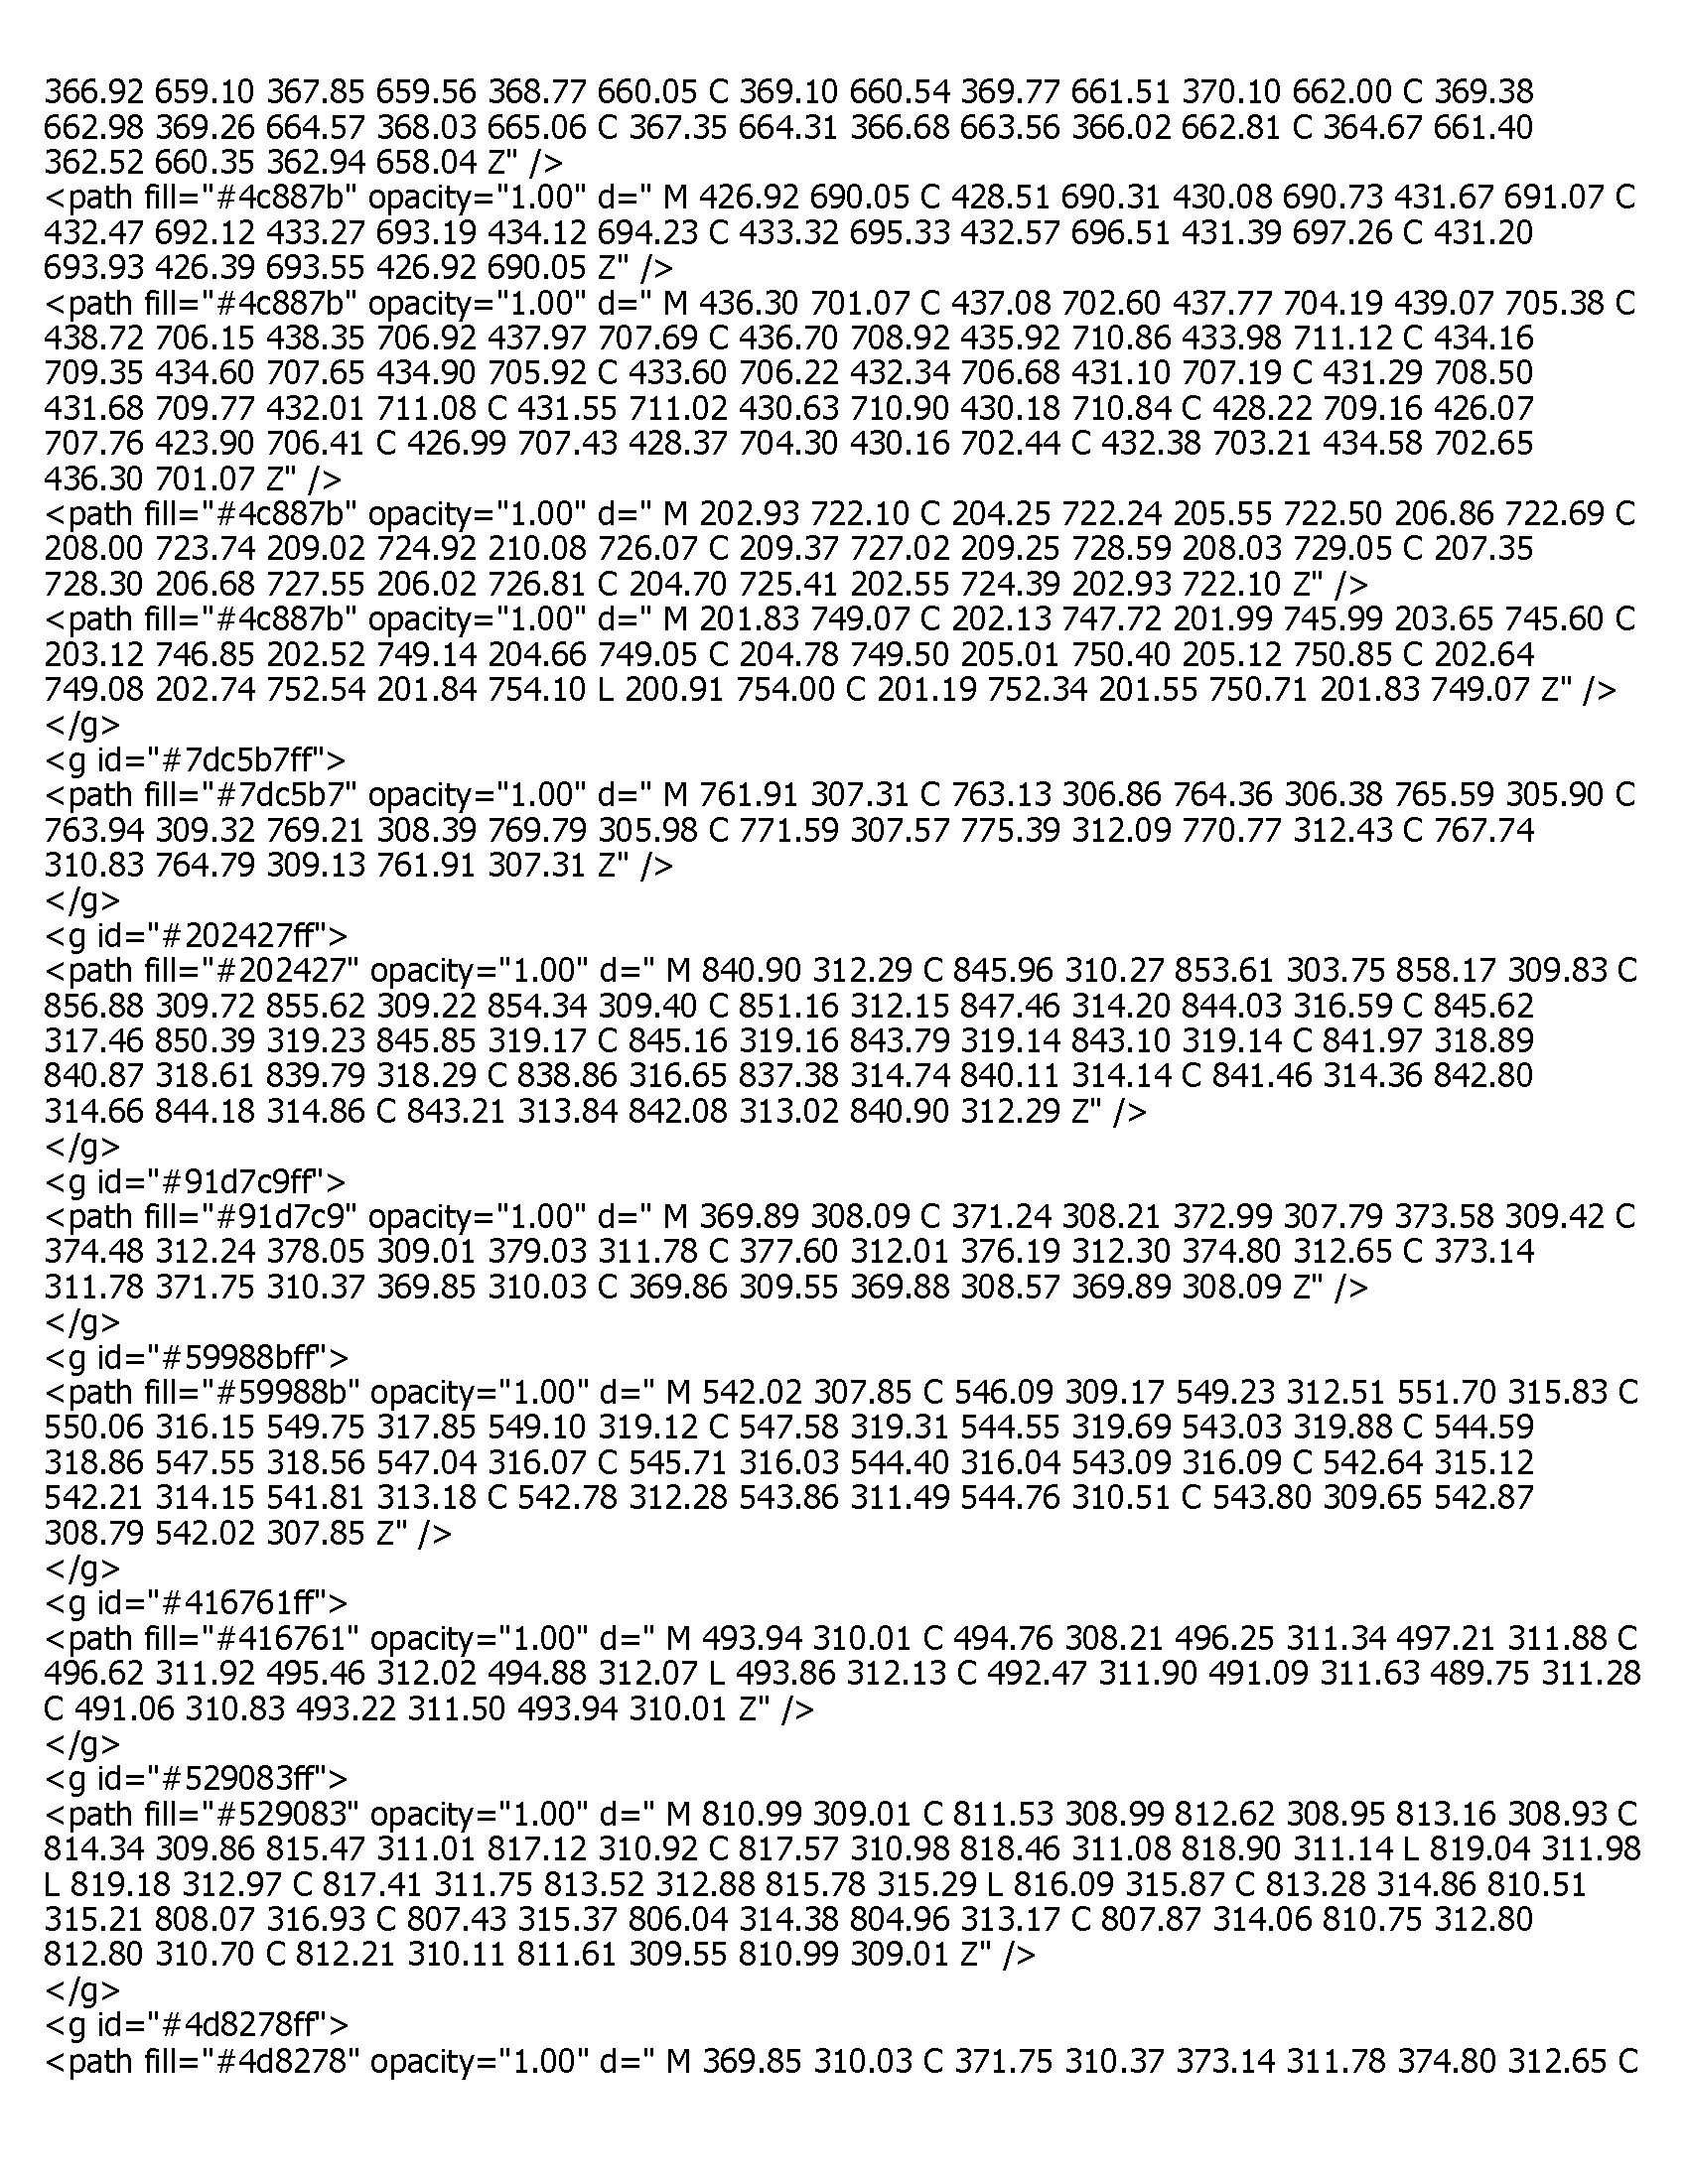 366.92 659.10 367.85 659.56 368.77 660.05 C 369.10 660.54 369.77 661.51 370.10 662.00 C 369.38
662.98 369.26 664.57 368.03 665.06 C 367.35 664.31 366.68 663.56 366.02 662.81 C 364.67 661.40
362.52 660.35 362.94 658.04 Z" />
<path fill="#4c887b" opacity="1.00" d=" M 426.92 690.05 C 428.51 690.31 430.08 690.73 431.67 691.07 C
432.47 692.12 433.27 693.19 434.12 694.23 C 433.32 695.33 432.57 696.51 431.39 697.26 C 431.20
693.93 426.39 693.55 426.92 690.05 Z" />
<path fill="#4c887b" opacity="1.00" d=" M 436.30 701.07 C 437.08 702.60 437.77 704.19 439.07 705.38 C
438.72 706.15 438.35 706.92 437.97 707.69 C 436.70 708.92 435.92 710.86 433.98 711.12 C 434.16
709.35 434.60 707.65 434.90 705.92 C 433.60 706.22 432.34 706.68 431.10 707.19 C 431.29 708.50
431.68 709.77 432.01 711.08 C 431.55 711.02 430.63 710.90 430.18 710.84 C 428.22 709.16 426.07
707.76 423.90 706.41 C 426.99 707.43 428.37 704.30 430.16 702.44 C 432.38 703.21 434.58 702.65
436.30 701.07 Z" />
<path fill="#4c887b" opacity="1.00" d=" M 202.93 722.10 C 204.25 722.24 205.55 722.50 206.86 722.69 C
208.00 723.74 209.02 724.92 210.08 726.07 C 209.37 727.02 209.25 728.59 208.03 729.05 C 207.35
728.30 206.68 727.55 206.02 726.81 C 204.70 725.41 202.55 724.39 202.93 722.10 Z" />
<path fill="#4c887b" opacity="1.00" d=" M 201.83 749.07 C 202.13 747.72 201.99 745.99 203.65 745.60 C
203.12 746.85 202.52 749.14 204.66 749.05 C 204.78 749.50 205.01 750.40 205.12 750.85 C 202.64
749.08 202.74 752.54 201.84 754.10 L 200.91 754.00 C 201.19 752.34 201.55 750.71 201.83 749.07 Z" />
</g>
<g id="#7dc5b7ff">
<path fill="#7dc5b7" opacity="1.00" d=" M 761.91 307.31 C 763.13 306.86 764.36 306.38 765.59 305.90 C
763.94 309.32 769.21 308.39 769.79 305.98 C 771.59 307.57 775.39 312.09 770.77 312.43 C 767.74
310.83 764.79 309.13 761.91 307.31 Z" />
</g>
<g id="#202427ff">
<path fill="#202427" opacity="1.00" d=" M 840.90 312.29 C 845.96 310.27 853.61 303.75 858.17 309.83 C
856.88 309.72 855.62 309.22 854.34 309.40 C 851.16 312.15 847.46 314.20 844.03 316.59 C 845.62
317.46 850.39 319.23 845.85 319.17 C 845.16 319.16 843.79 319.14 843.10 319.14 C 841.97 318.89
840.87 318.61 839.79 318.29 C 838.86 316.65 837.38 314.74 840.11 314.14 C 841.46 314.36 842.80
314.66 844.18 314.86 C 843.21 313.84 842.08 313.02 840.90 312.29 Z" />
</g>
<g id="#91d7c9ff">
<path fill="#91d7c9" opacity="1.00" d=" M 369.89 308.09 C 371.24 308.21 372.99 307.79 373.58 309.42 C
374.48 312.24 378.05 309.01 379.03 311.78 C 377.60 312.01 376.19 312.30 374.80 312.65 C 373.14
311.78 371.75 310.37 369.85 310.03 C 369.86 309.55 369.88 308.57 369.89 308.09 Z" />
</g>
<g id="#59988bff">
<path fill="#59988b" opacity="1.00" d=" M 542.02 307.85 C 546.09 309.17 549.23 312.51 551.70 315.83 C
550.06 316.15 549.75 317.85 549.10 319.12 C 547.58 319.31 544.55 319.69 543.03 319.88 C 544.59
318.86 547.55 318.56 547.04 316.07 C 545.71 316.03 544.40 316.04 543.09 316.09 C 542.64 315.12
542.21 314.15 541.81 313.18 C 542.78 312.28 543.86 311.49 544.76 310.51 C 543.80 309.65 542.87
308.79 542.02 307.85 Z" />
</g>
<g id="#416761ff">
<path fill="#416761" opacity="1.00" d=" M 493.94 310.01 C 494.76 308.21 496.25 311.34 497.21 311.88 C
496.62 311.92 495.46 312.02 494.88 312.07 L 493.86 312.13 C 492.47 311.90 491.09 311.63 489.75 311.28
C 491.06 310.83 493.22 311.50 493.94 310.01 Z" />
</g>
<g id="#529083ff">
<path fill="#529083" opacity="1.00" d=" M 810.99 309.01 C 811.53 308.99 812.62 308.95 813.16 308.93 C
814.34 309.86 815.47 311.01 817.12 310.92 C 817.57 310.98 818.46 311.08 818.90 311.14 L 819.04 311.98
L 819.18 312.97 C 817.41 311.75 813.52 312.88 815.78 315.29 L 816.09 315.87 C 813.28 314.86 810.51
315.21 808.07 316.93 C 807.43 315.37 806.04 314.38 804.96 313.17 C 807.87 314.06 810.75 312.80
812.80 310.70 C 812.21 310.11 811.61 309.55 810.99 309.01 Z" />
</g>
<g id="#4d8278ff">
<path fill="#4d8278" opacity="1.00" d=" M 369.85 310.03 C 371.75 310.37 373.14 311.78 374.80 312.65 C